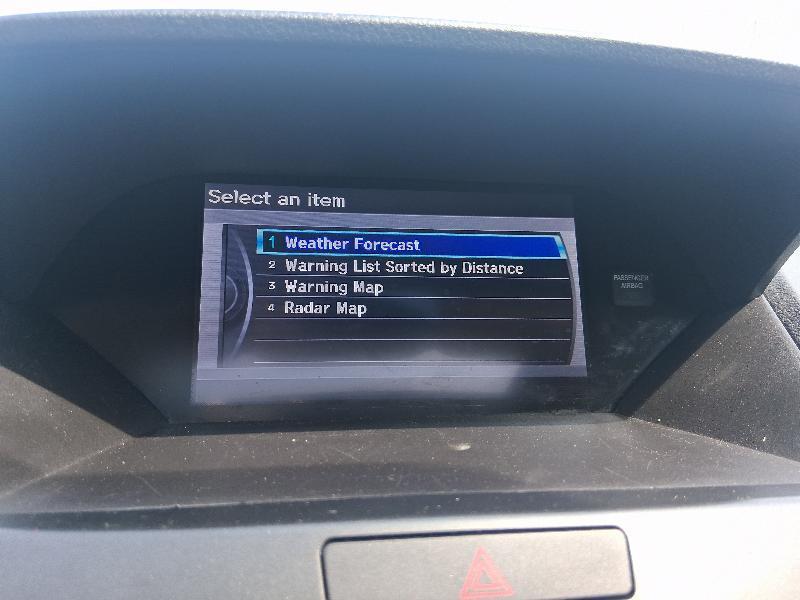 Select an item
1 Weather Forecast
2 Warning List Sorted by Distance
3 Warning Map
4 Radar Map
PASSENGER
AIRBAG